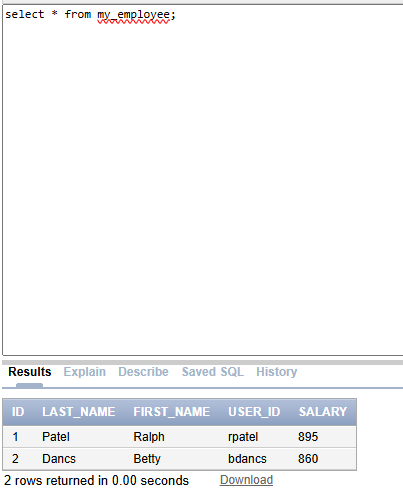 select * from my_employee;
Results Explain Describe Saved SQL History
ID LAST_NAME FIRST_NAME USER_ID SALARY
1 Patel Ralph rpatel 895
2 Dancs Betty bdancs 860
2 rows returned in 0.00 seconds Download